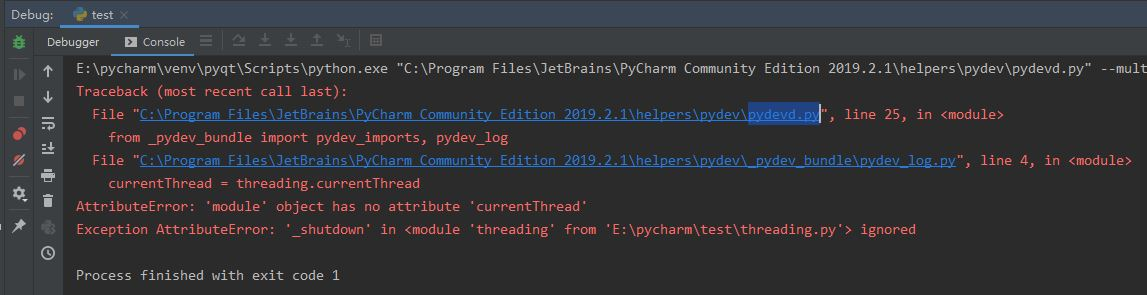 Debug: test
Debugger Console
E:\pycharm\venv\pyqt\Scripts\python.exe "C:\Program Files\JetBrains\PyCharm Community Edition 2019.2.1\helpers\pydev\pydevd.py" --mult
Traceback (most recent call last):
File "C:\Program Files\JetBrains\PyCharm Community Edition 2019.2.1\helpers\pydev\pydevd.py", line 25, in <module>
from _pydev_bundle import pydev_imports, pydev_log
File "C:\Program Files\JetBrains\PyCharm Community Edition 2019.2.1\helpers\pydev\_pydev_bundle\pydev_log.py", line 4, in <module>
currentThread = threading.currentThread
AttributeError: 'module' object has no attribute 'currentThread'
Exception AttributeError: '_shutdown' in <module 'threading' from 'E:\pycharm\test\threading.py'> ignored
Process finished with exit code 1